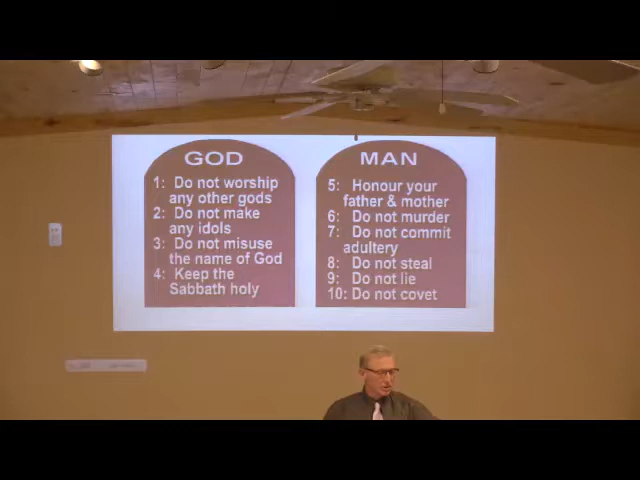 GOD
1: Do not worship
any other gods
2: Do not make
any idols
3: Do not misuse
the name of God
4: Keep the
Sabbath holy
MAN
5: Honour your
father & mother
6: Do not murder
7: Do not commit
adultery
8: Do not steal
9: Do not lie
10: Do not covet